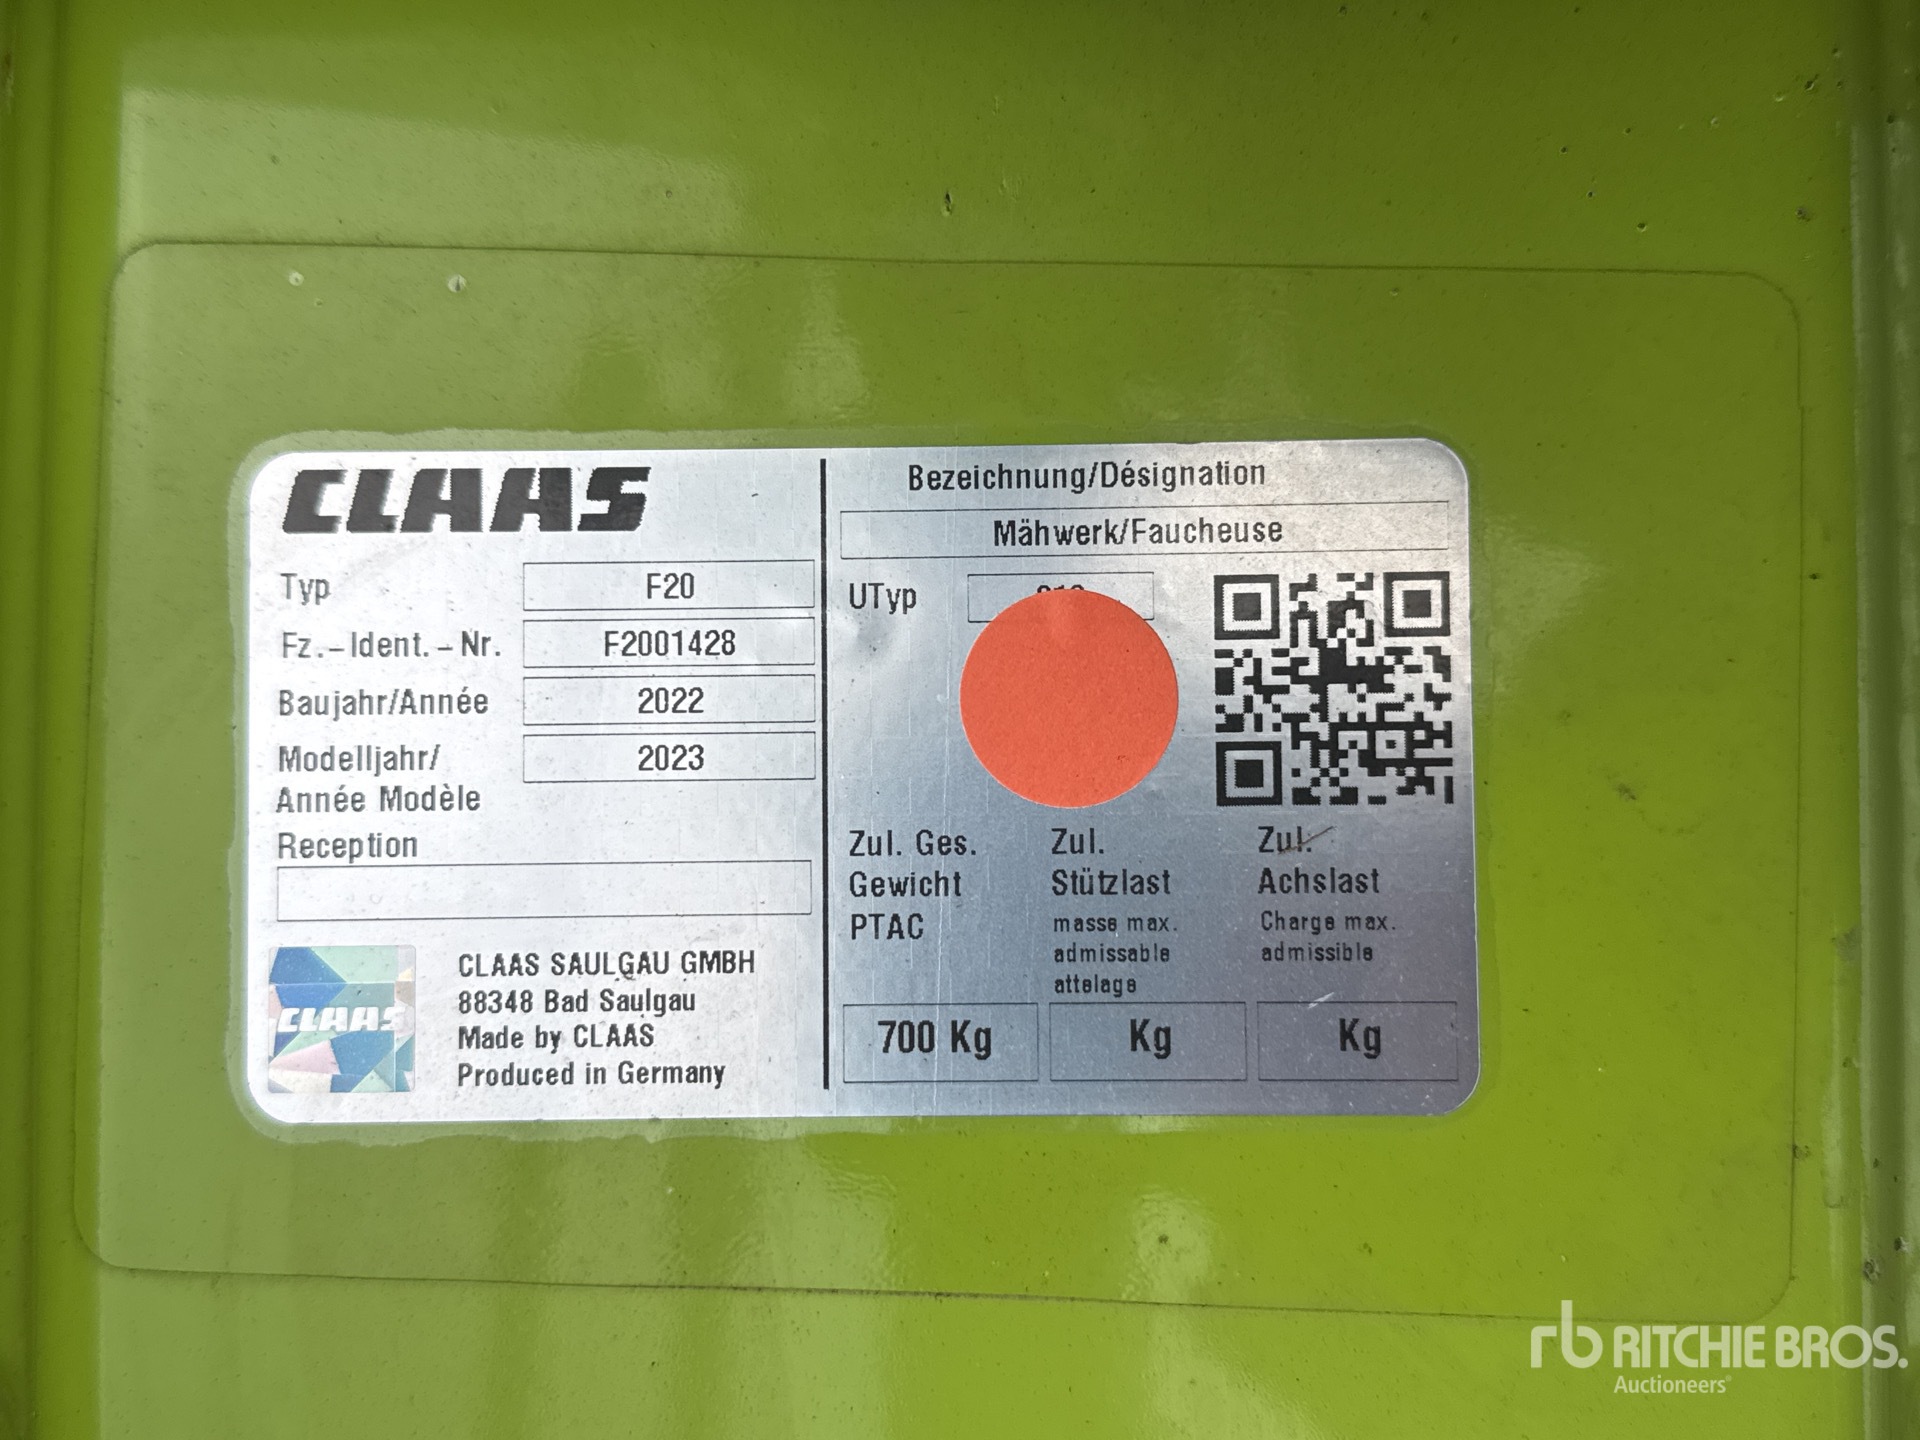 CLAAS
Typ F20
Fz.-Ident.-Nr. F2001428
Baujahr/Année 2022
Modelljahr/ 2023
Année Modèle
Reception
CLAAS
CLAAS SAULGAU GMBH
88348 Bad Saulgau
Made by CLAAS
Produced in Germany
Bezeichnung/Désignation
Mähwerk/Faucheuse
UTyp
Zul. Ges.
Gewicht
PTAC
700 Kg
Zul.
Stützlast
masse max.
admissable
attelage
Kg
Zul.
Achslast
Charge max.
admissible
Kg
rb RITCHIE BROS.
Auctioneers